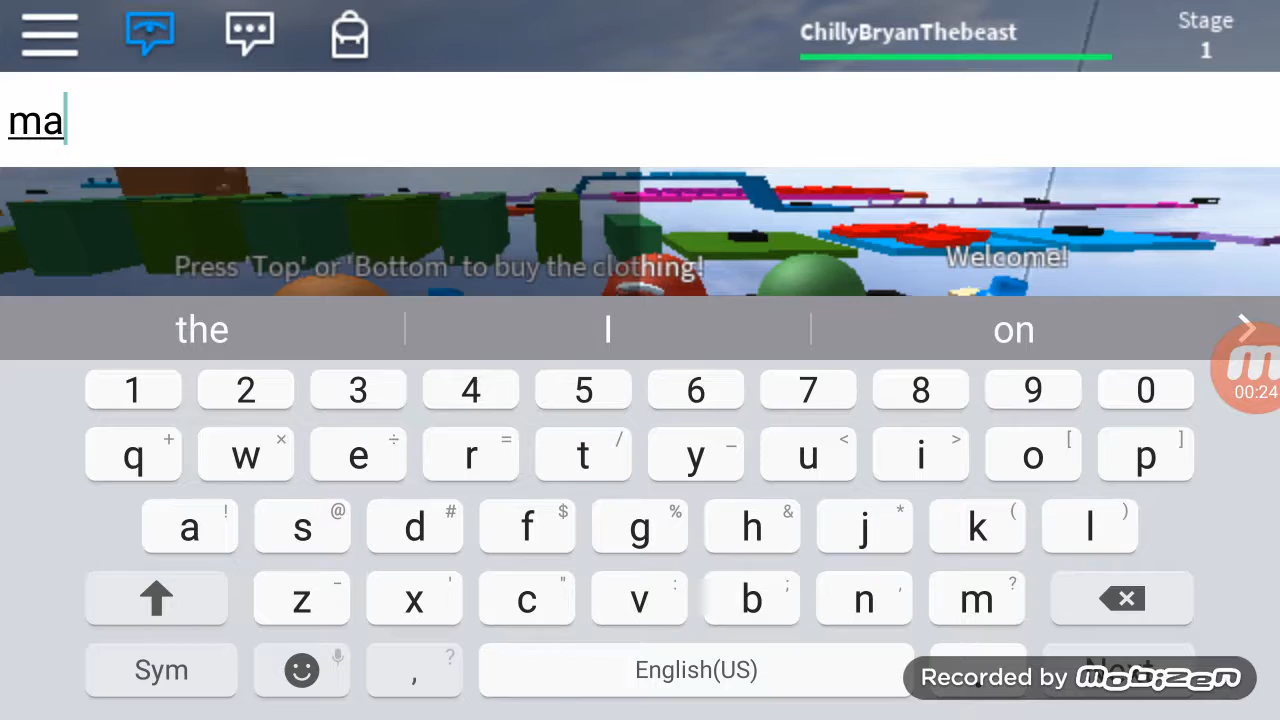 ChillyBryanThebeast
Stage
1
ma
Press 'Top' or 'Bottom' to buy the clothing!
Welcome!
the I on
00:24
1 2 3 4 5 6 7 8 9 0
q + w × e ÷ r = t / y _ u < i > o [ p ]
a ! s @ d # f $ g % h & j * k ( l )
z - x ' c " v : b ; n , m ?
Sym , ? English(US) Next
Recorded by mobizen